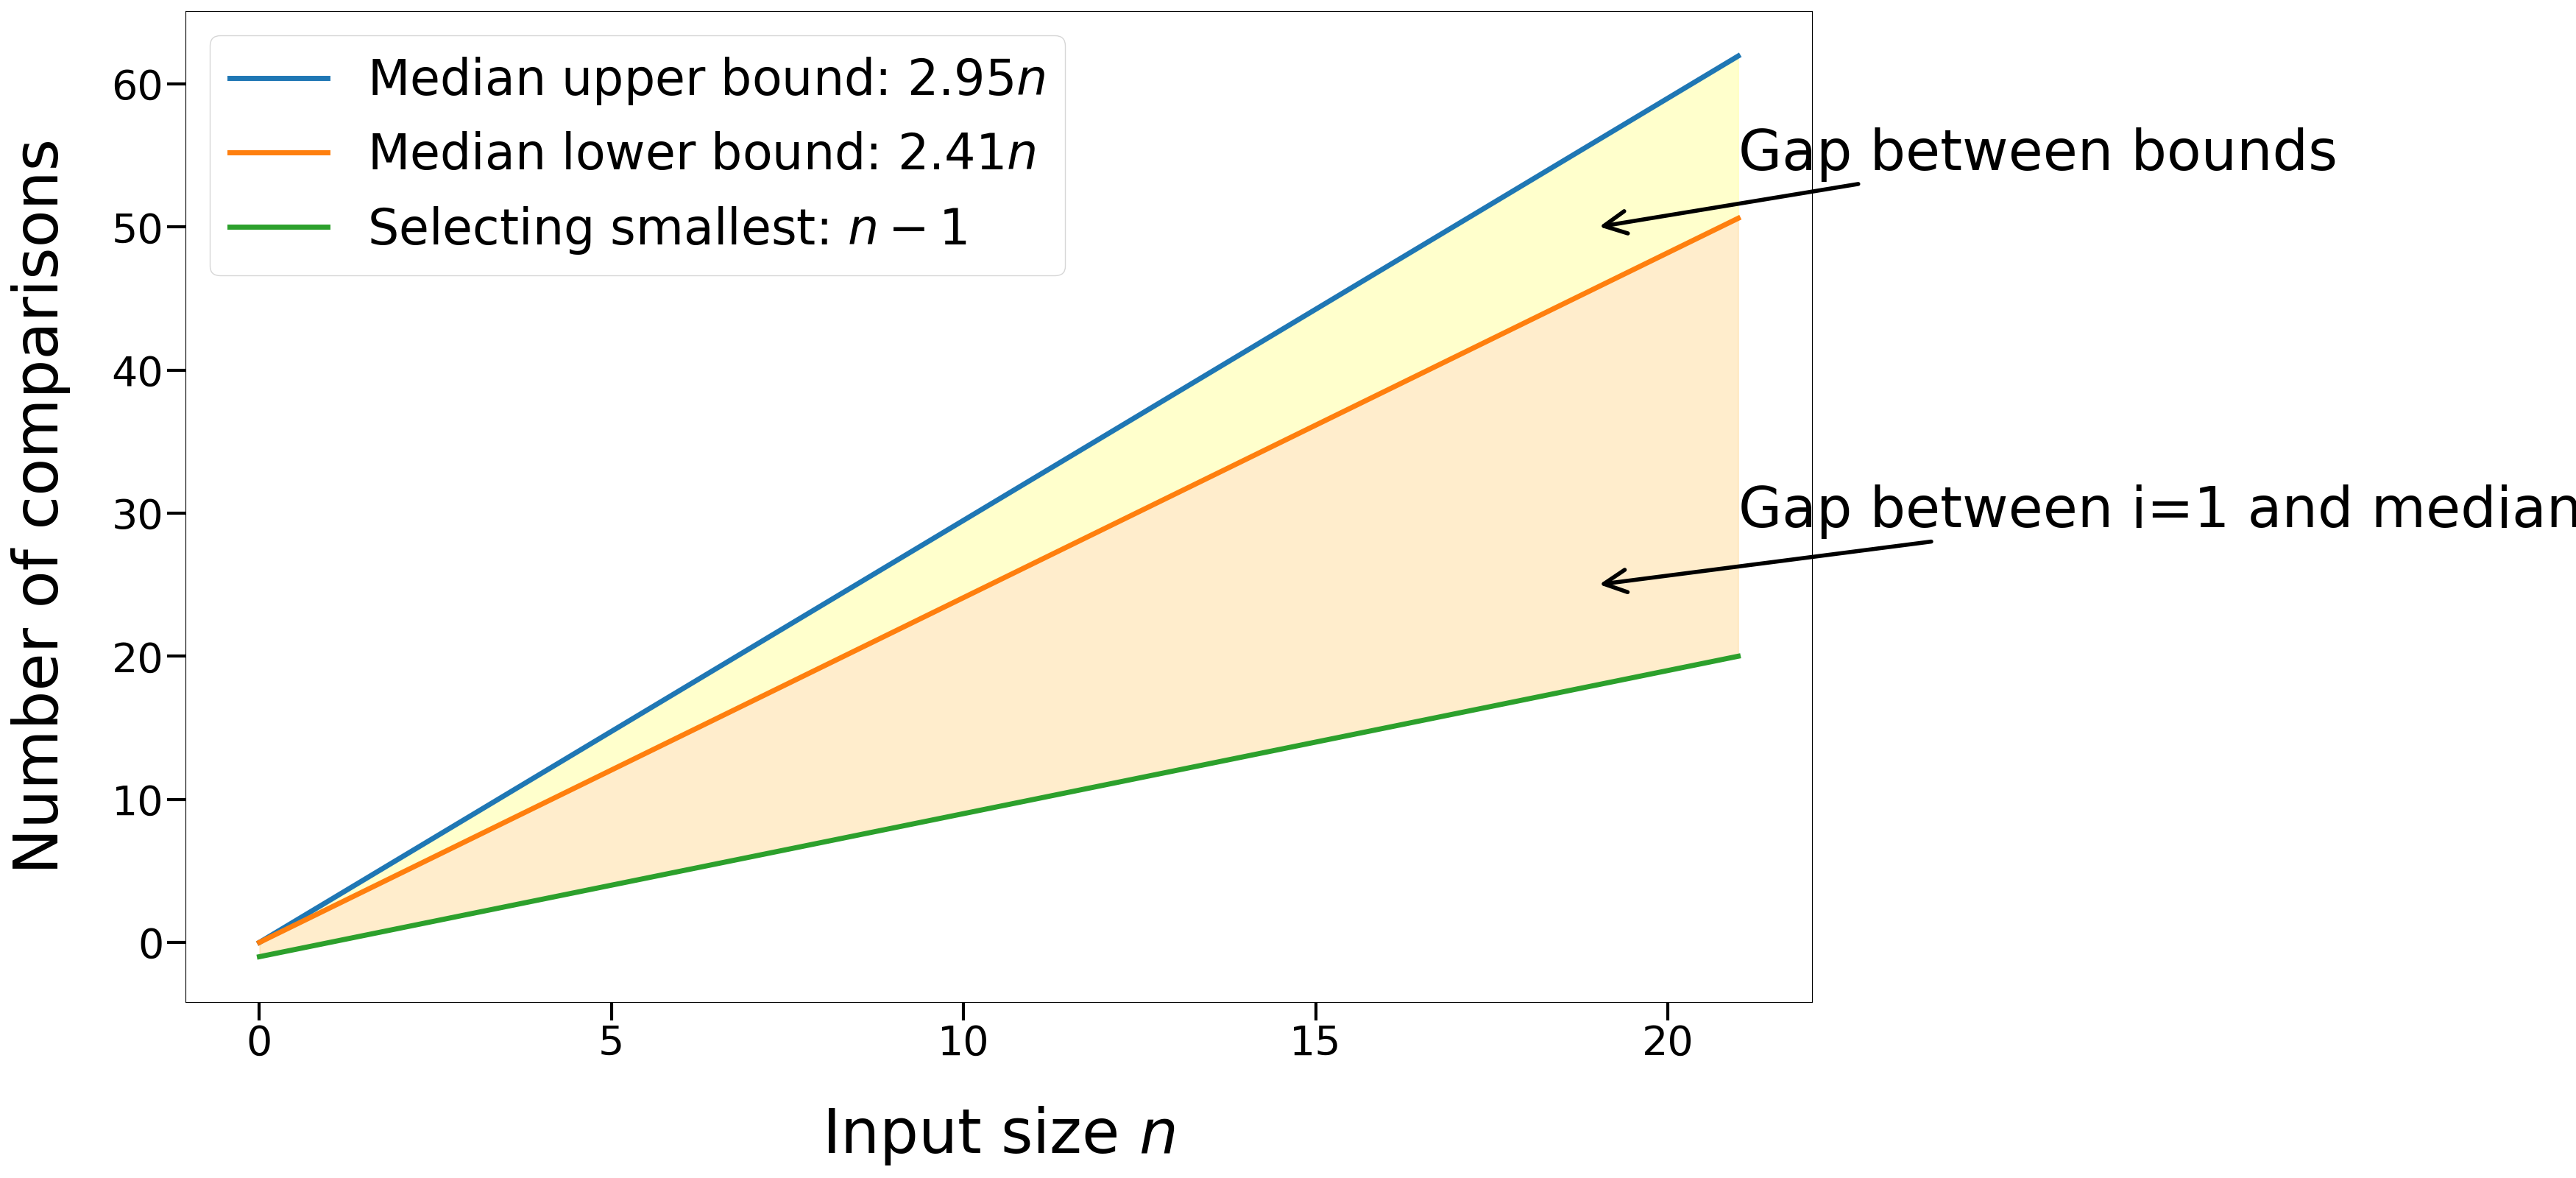 Median upper bound: 2.95n
Median lower bound: 2.41n
Selecting smallest: n − 1
Gap between bounds
Gap between i=1 and median
Number of comparisons
60
50
40
30
20
10
0
0 5 10 15 20
Input size n